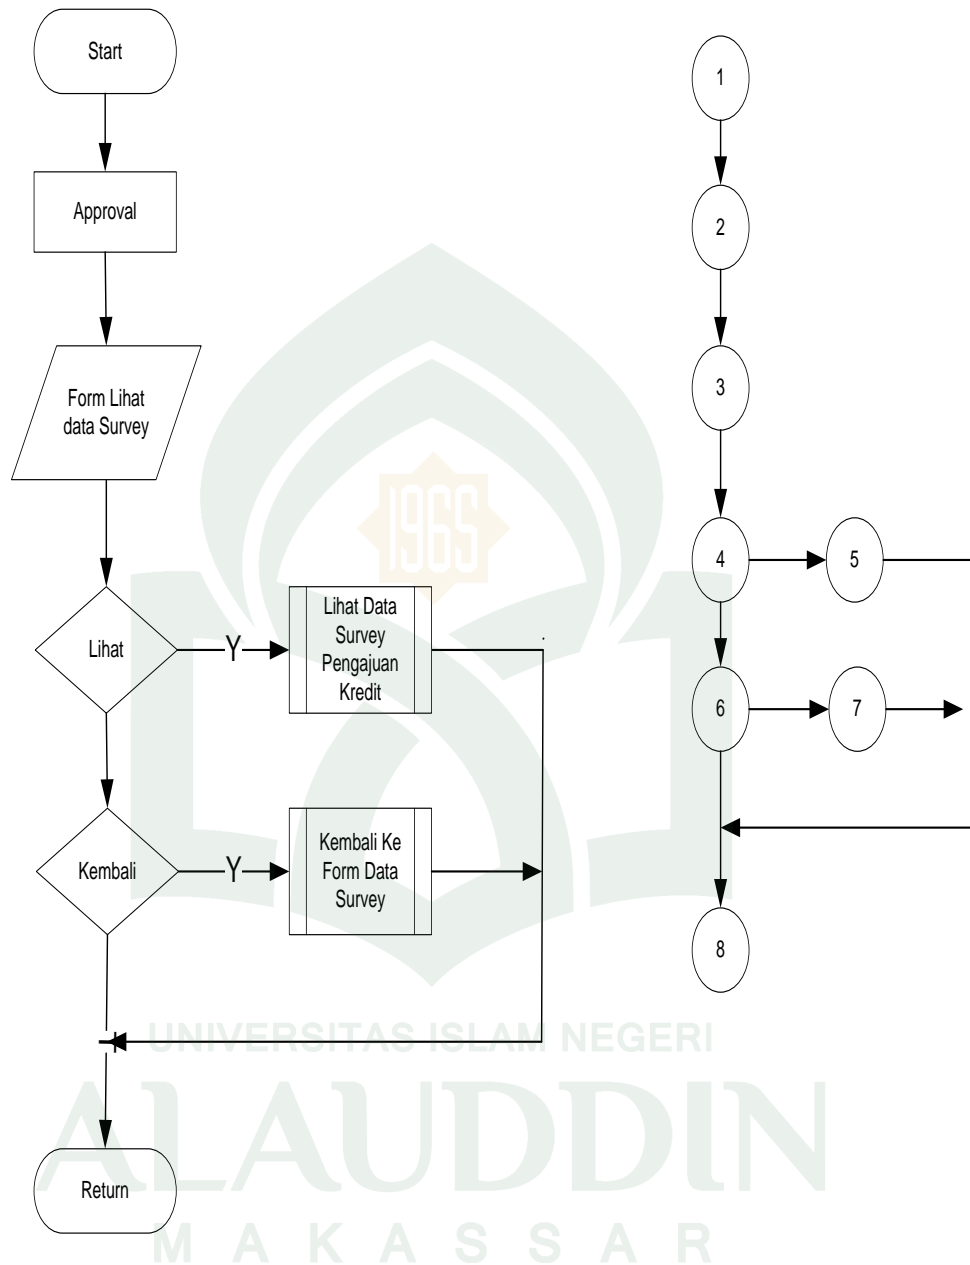 Start
Approval
Form Lihat
data Survey
Lihat
Y
Lihat Data
Survey
Pengajuan
Kredit
Kembali
Y
Kembali Ke
Form Data
Survey
Return
1
2
3
4
5
6
7
8
1965
UNIVERSITAS ISLAM NEGERI
ALAUDDIN
MAKASSAR